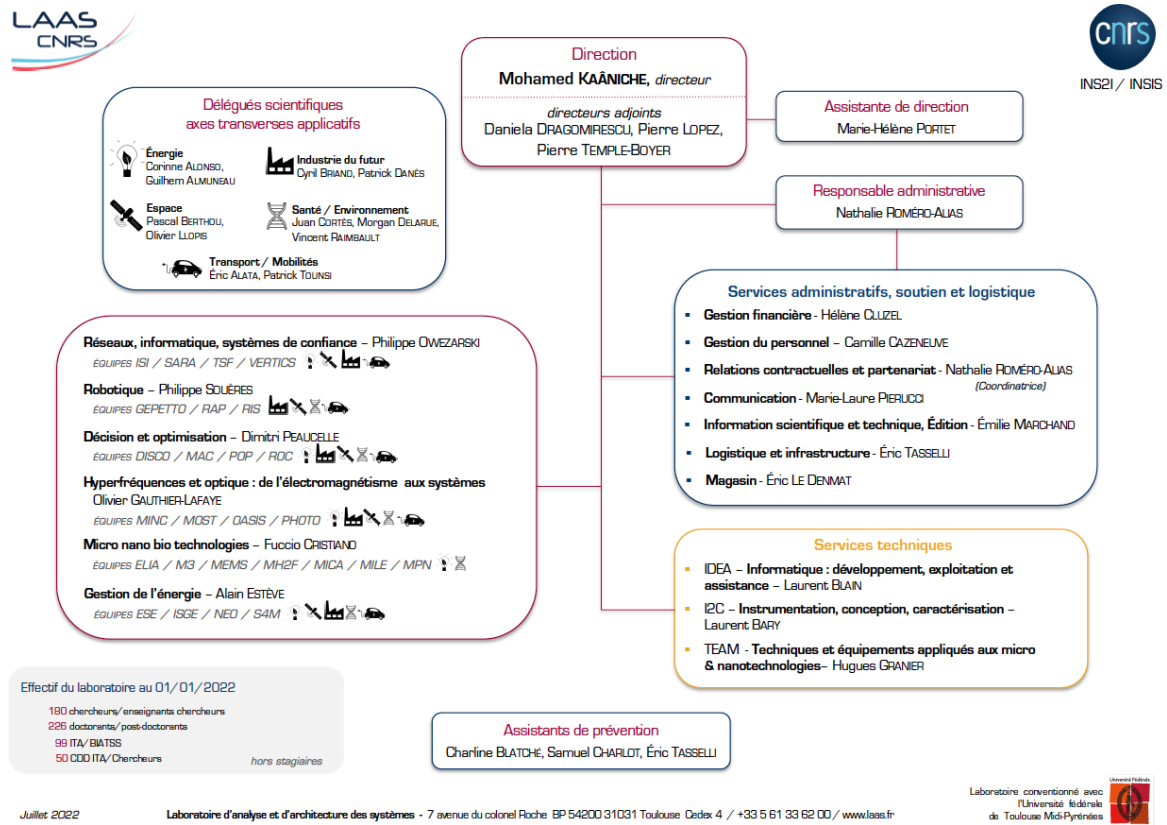 LAAS
CNRS
cnrs
INS2I / INSIS
Direction
Mohamed KAÂNICHE, directeur
directeurs adjoints
Daniela DRAGOMIRESCU, Pierre LOPEZ,
Pierre TEMPLE-BOYER
Assistante de direction
Marie-Hélène PORTET
Responsable administrative
Nathalie ROMÉRO-ALIAS
Délégués scientifiques
axes transverses applicatifs
Énergie
Corinne ALONSO,
Guilhem ALMUNEAU
Industrie du futur
Cyril BRIAND, Patrick DANÈS
Espace
Pascal BERTHOU,
Olivier LLOPIS
Santé / Environnement
Juan CORTÉS, Morgan DELARUE,
Vincent RAIMBAULT
Transport / Mobilités
Éric ALATA, Patrick TOUNSI
Réseaux, informatique, systèmes de confiance – Philippe OWEZARSKI
ÉQUIPES ISI / SARA / TSF / VERTICS
Robotique – Philippe SOUÈRES
ÉQUIPES GEPETTO / RAP / RIS
Décision et optimisation – Dimitri PEAUCELLE
ÉQUIPES DISCO / MAC / POP / ROC
Hyperfréquences et optique : de l'électromagnétisme aux systèmes
Olivier GAUTHIER-LAFAYE
ÉQUIPES MINC / MOST / OASIS / PHOTO
Micro nano bio technologies – Fuccio CRISTIANO
ÉQUIPES ELIA / M3 / MEMS / MH2F / MICA / MILE / MPN
Gestion de l'énergie – Alain ESTÈVE
ÉQUIPES ESE / ISGE / NEO / S4M
Services administratifs, soutien et logistique
▪ Gestion financière - Hélène CLUZEL
▪ Gestion du personnel – Camille CAZENEUVE
▪ Relations contractuelles et partenariat - Nathalie ROMÉRO-ALIAS
(Coordinatrice)
▪ Communication - Marie-Laure PIERUCCI
▪ Information scientifique et technique, Édition - Émilie MARCHAND
▪ Logistique et infrastructure - Éric TASSELLI
▪ Magasin - Éric LE DENMAT
Services techniques
▪ IDEA – Informatique : développement, exploitation et
assistance – Laurent BLAIN
▪ I2C – Instrumentation, conception, caractérisation –
Laurent BARY
▪ TEAM - Techniques et équipements appliqués aux micro
& nanotechnologies– Hugues GRANIER
Effectif du laboratoire au 01/01/2022
180 chercheurs/enseignants chercheurs
226 doctorants/post-doctorants
99 ITA/BIATSS
50 CDD ITA/Chercheurs
hors stagiaires
Assistants de prévention
Charline BLATCHÉ, Samuel CHARLOT, Éric TASSELLI
Juillet 2022
Laboratoire d'analyse et d'architecture des systèmes - 7 avenue du colonel Roche BP 54200 31031 Toulouse Cedex 4 / +33 5 61 33 62 00 / www.laas.fr
Laboratoire conventionné avec
l'Université fédérale
de Toulouse Midi-Pyrénées
Université Fédérale